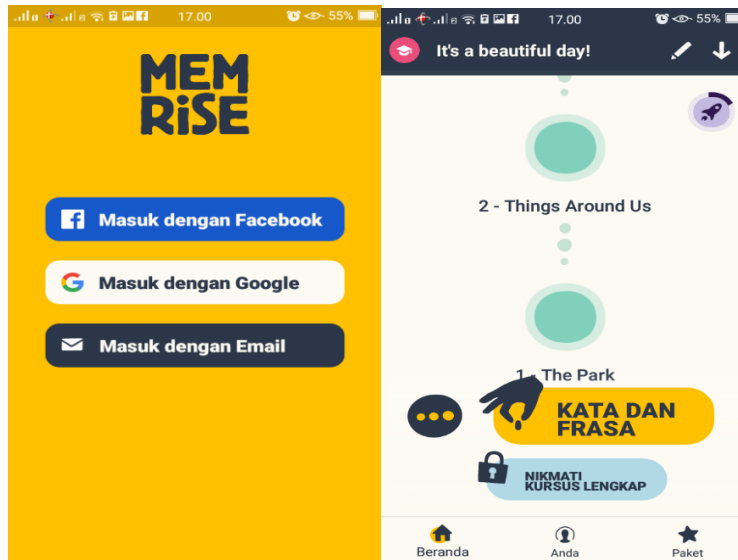 17.00
55%
MEM
RiSE
Masuk dengan Facebook
Masuk dengan Google
Masuk dengan Email
17.00
55%
It's a beautiful day!
2 - Things Around Us
1 - The Park
KATA DAN
FRASA
NIKMATI
KURSUS LENGKAP
Beranda
Anda
Paket